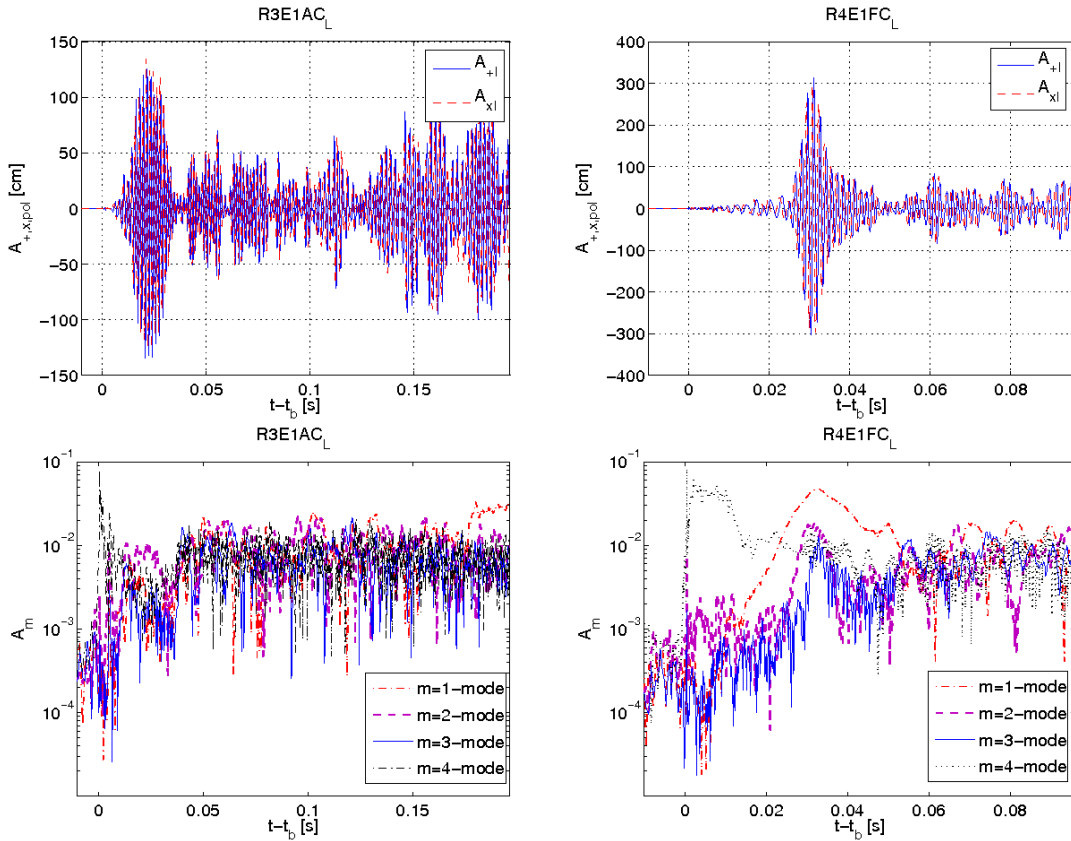 R3E1AC_L
150
100
50
0
−50
−100
−150
A_+,x,pol [cm]
0
0.05
0.1
0.15
t−t_b [s]
A_+I
A_xI
R4E1FC_L
400
300
200
100
0
−100
−200
−300
−400
A_+,x,pol [cm]
0
0.02
0.04
0.06
0.08
t−t_b [s]
A_+I
A_xI
R3E1AC_L
10^−1
10^−2
10^−3
10^−4
A_m
0
0.05
0.1
0.15
t−t_b [s]
m=1−mode
m=2−mode
m=3−mode
m=4−mode
R4E1FC_L
10^−1
10^−2
10^−3
10^−4
A_m
0
0.02
0.04
0.06
0.08
t−t_b [s]
m=1−mode
m=2−mode
m=3−mode
m=4−mode